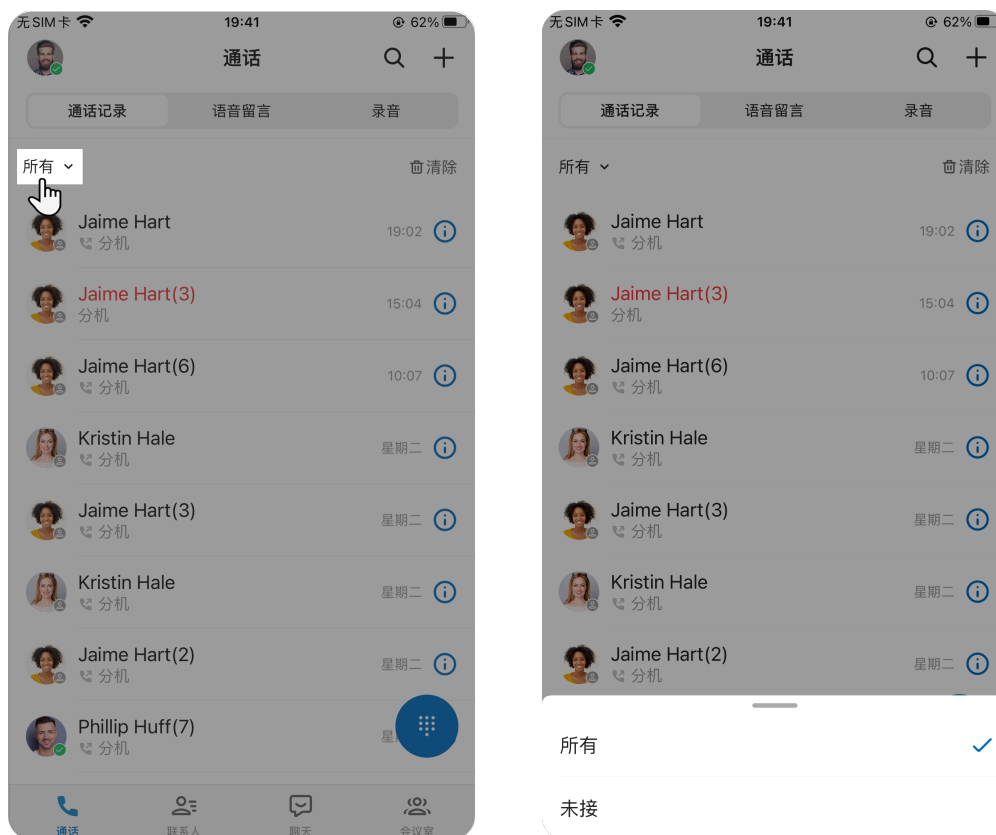 无SIM卡 19:41 62%
通话
通话记录 语音留言 录音
所有 清除
Jaime Hart
分机 19:02
Jaime Hart(3)
分机 15:04
Jaime Hart(6)
分机 10:07
Kristin Hale
分机 星期二
Jaime Hart(3)
分机 星期二
Kristin Hale
分机 星期二
Jaime Hart(2)
分机 星期二
Phillip Huff(7)
分机 星
通话 联系人 聊天 会议室
无SIM卡 19:41 62%
通话
通话记录 语音留言 录音
所有 清除
Jaime Hart
分机 19:02
Jaime Hart(3)
分机 15:04
Jaime Hart(6)
分机 10:07
Kristin Hale
分机 星期二
Jaime Hart(3)
分机 星期二
Kristin Hale
分机 星期二
Jaime Hart(2)
分机 星期二
所有
未接